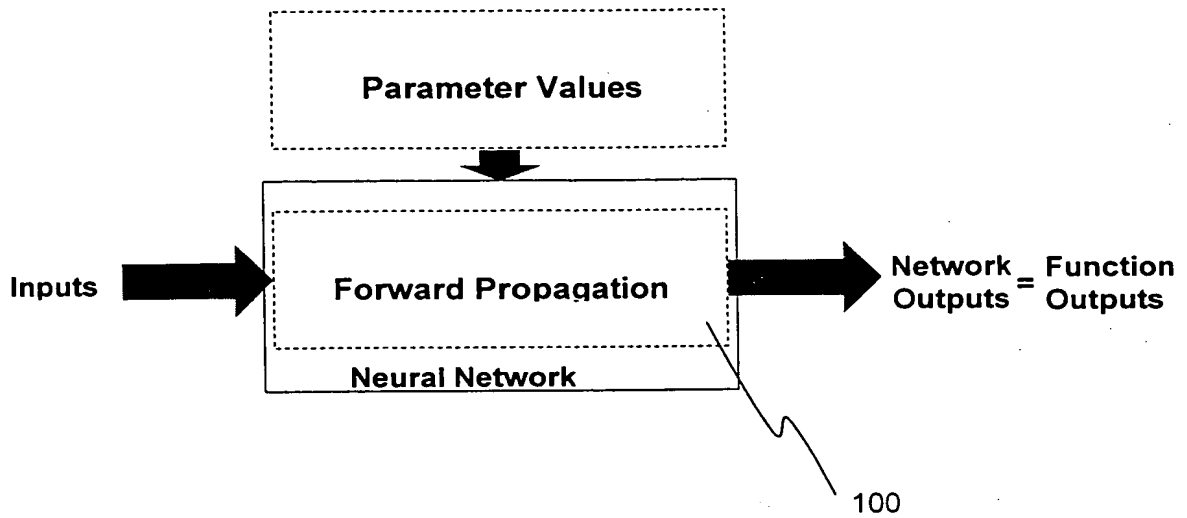 Parameter Values
Inputs
Forward Propagation
Network = Function
Outputs Outputs
Neural Network
100